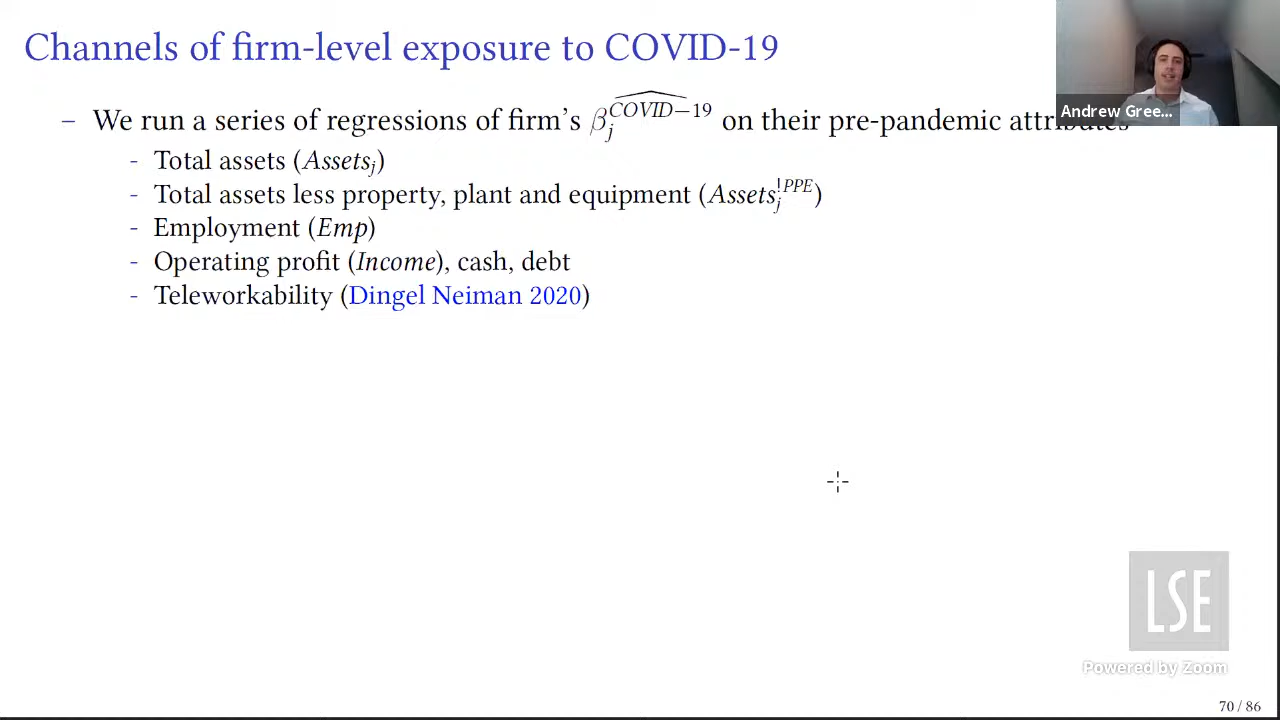 Channels of firm-level exposure to COVID-19
– We run a series of regressions of firm's $\widehat{\beta_j^{COVID-19}}$ on their pre-pandemic attributes
- Total assets ($Assets_j$)
- Total assets less property, plant and equipment ($Assets_j^{!PPE}$)
- Employment (Emp)
- Operating profit (Income), cash, debt
- Teleworkability (Dingel Neiman 2020)
Andrew Gree...
LSE
Powered by Zoom
70 / 86